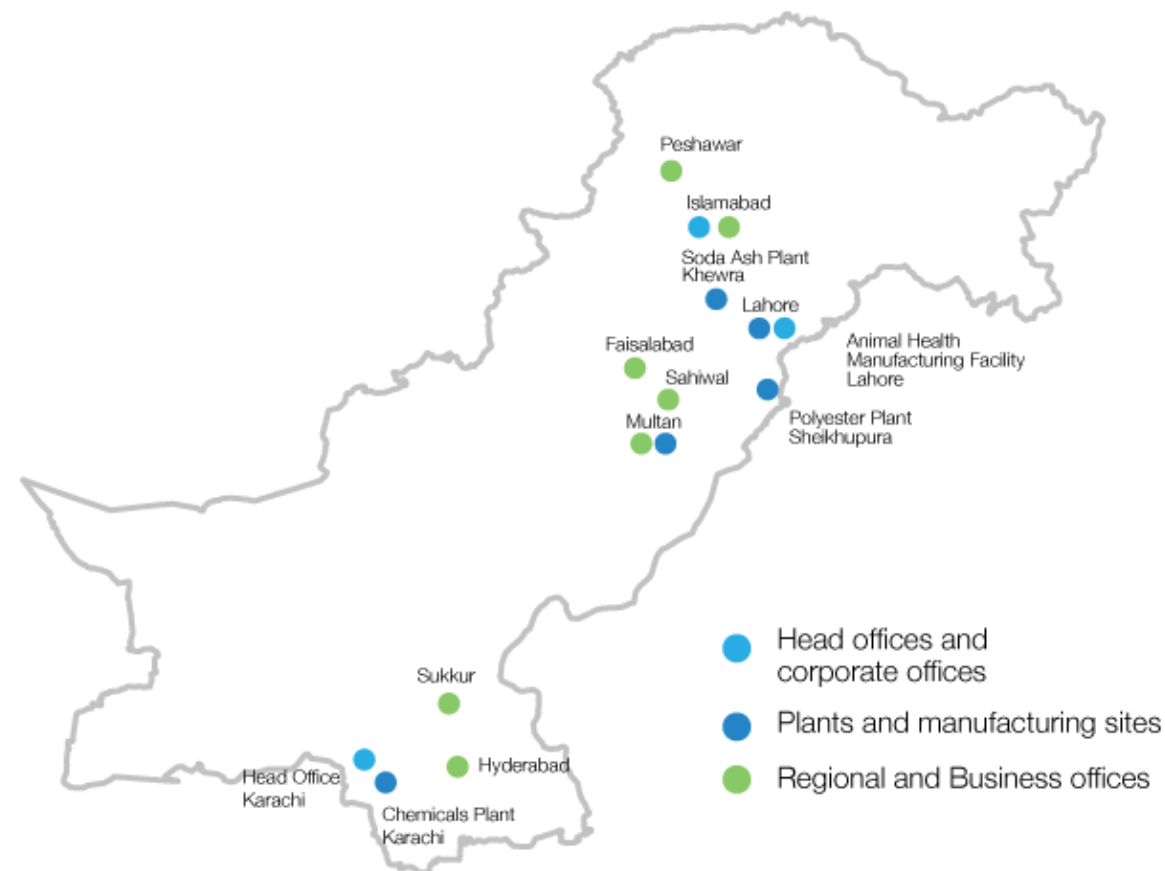 Peshawar
Islamabad
Soda Ash Plant
Khewra
Lahore
Animal Health
Manufacturing Facility
Lahore
Faisalabad
Sahiwal
Polyester Plant
Sheikhupura
Multan
Head offices and
corporate offices
Sukkur
Plants and manufacturing sites
Hyderabad
Regional and Business offices
Head Office
Karachi
Chemicals Plant
Karachi